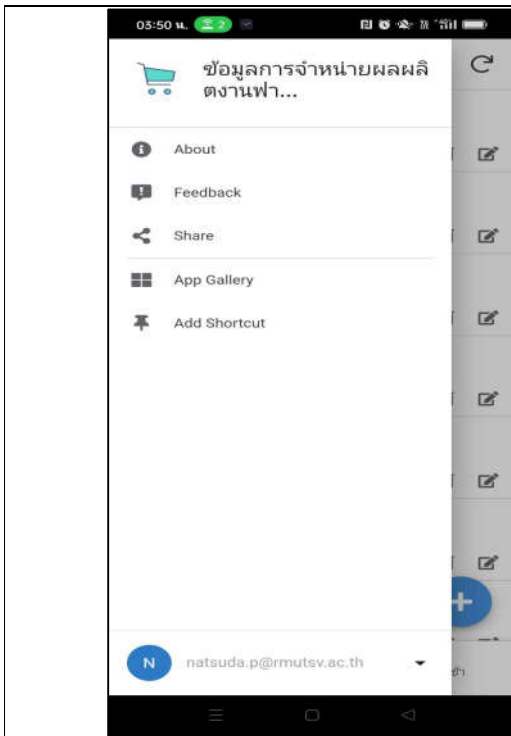 03:50 น. 2
ข้อมูลการจำหน่ายผลผลิ
ตงานฟา...
About
Feedback
Share
App Gallery
Add Shortcut
N natsuda.p@rmutsv.ac.th